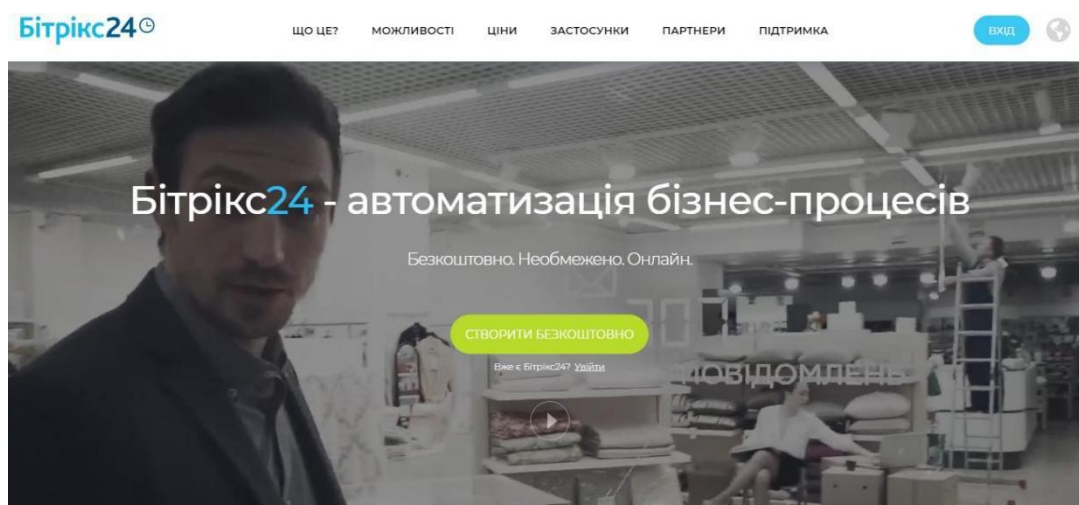 Бітрікс24
ЩО ЦЕ? МОЖЛИВОСТІ ЦІНИ ЗАСТОСУНКИ ПАРТНЕРИ ПІДТРИМКА
ВХІД
Бітрікс24 - автоматизація бізнес-процесів
Безкоштовно. Необмежено. Онлайн.
СТВОРИТИ БЕЗКОШТОВНО
Вже є Бітрікс24? Увійти
ПОВІДОМЛЕНЬ